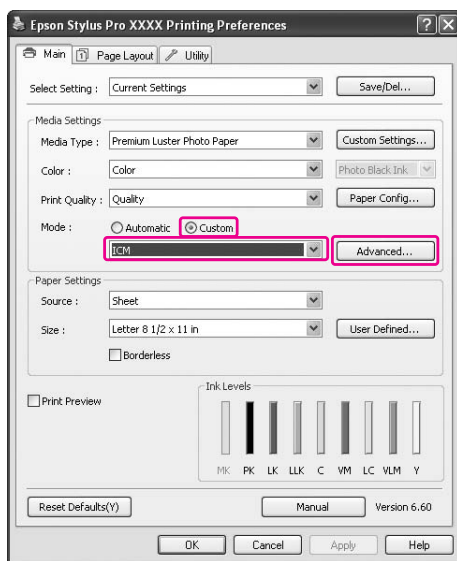 Epson Stylus Pro XXXX Printing Preferences
Main Page Layout Utility
Select Setting : Current Settings Save/Del...
Media Settings
Media Type : Premium Luster Photo Paper Custom Settings...
Color : Color Photo Black Ink
Print Quality : Quality Paper Config...
Mode : Automatic Custom
ICM Advanced...
Paper Settings
Source : Sheet
Size : Letter 8 1/2 x 11 in User Defined...
Borderless
Print Preview
Ink Levels
MK PK LK LLK C VM LC VLM Y
Reset Defaults(Y) Manual Version 6.60
OK Cancel Apply Help